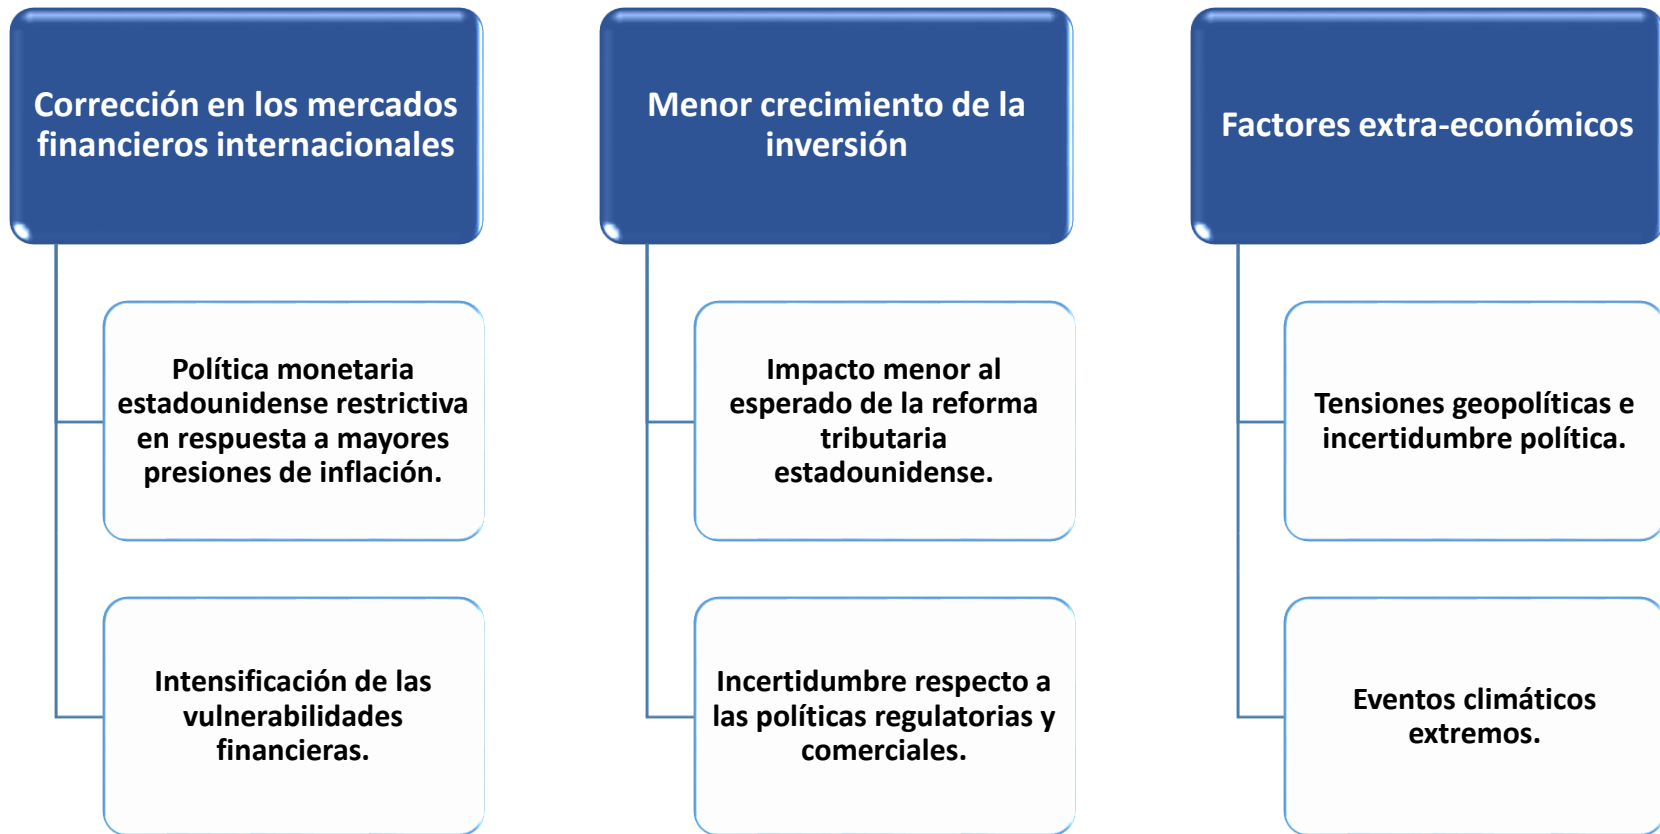 Corrección en los mercados
financieros internacionales
Política monetaria
estadounidense restrictiva
en respuesta a mayores
presiones de inflación.
Intensificación de las
vulnerabilidades
financieras.
Menor crecimiento de la
inversión
Impacto menor al
esperado de la reforma
tributaria
estadounidense.
Incertidumbre respecto a
las políticas regulatorias y
comerciales.
Factores extra-económicos
Tensiones geopolíticas e
incertidumbre política.
Eventos climáticos
extremos.